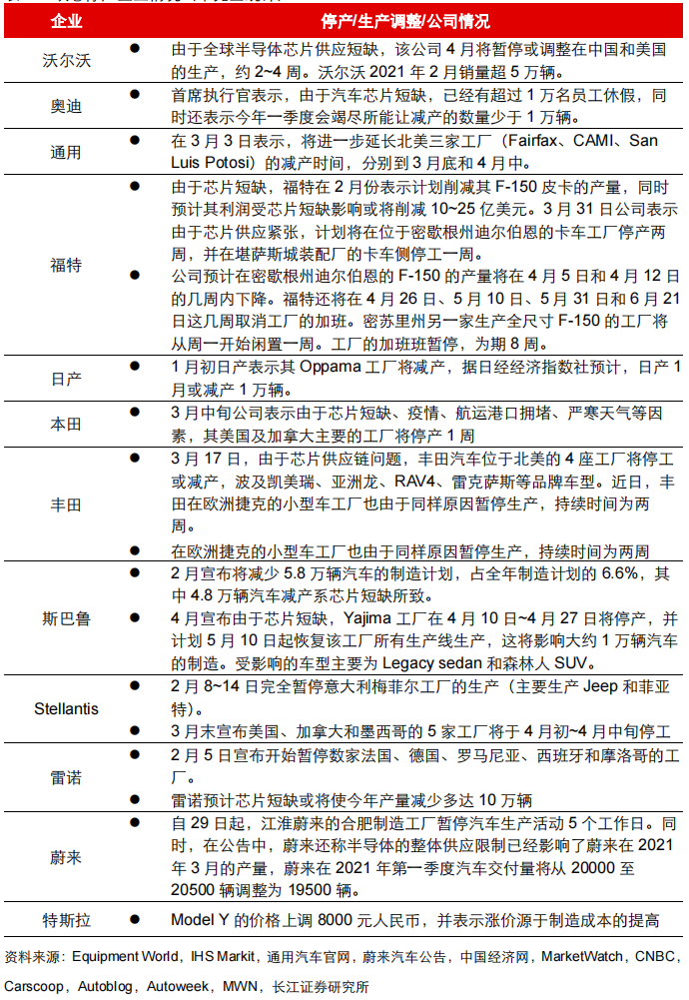 企业 停产/生产调整/公司情况
沃尔沃
● 由于全球半导体芯片供应短缺，该公司 4 月将暂停或调整在中国和美国
的生产，约 2~4 周。沃尔沃 2021 年 2 月销量超 5 万辆。
奥迪
● 首席执行官表示，由于汽车芯片短缺，已经有超过 1 万名员工休假，同
时还表示今年一季度会竭尽所能让减产的数量少于 1 万辆。
通用
● 在 3 月 3 日表示，将进一步延长北美三家工厂（Fairfax、CAMI、San
Luis Potosi）的减产时间，分别到 3 月底和 4 月中。
福特
● 由于芯片短缺，福特在 2 月份表示计划削减其 F-150 皮卡的产量，同时
预计其利润受芯片短缺影响或将削减 10~25 亿美元。3 月 31 日公司表示
由于芯片供应紧张，计划将在位于密歇根州迪尔伯恩的卡车工厂停产两
周，并在堪萨斯城装配厂的卡车侧停工一周。
● 公司预计在密歇根州迪尔伯恩的 F-150 的产量将在 4 月 5 日和 4 月 12 日
的几周内下降。福特还将在 4 月 26 日、5 月 10 日、5 月 31 日和 6 月 21
日这几周取消工厂的加班。密苏里州另一家生产全尺寸 F-150 的工厂将
从周一开始闲置一周。工厂的加班班暂停，为期 8 周。
日产
● 1 月初日产表示其 Oppama 工厂将减产，据日经经济指数社预计，日产 1
月或减产 1 万辆。
本田
● 3 月中旬公司表示由于芯片短缺、疫情、航运港口拥堵、严寒天气等因
素，其美国及加拿大主要的工厂将停产 1 周
丰田
● 3 月 17 日，由于芯片供应链问题，丰田汽车位于北美的 4 座工厂将停工
或减产，波及凯美瑞、亚洲龙、RAV4、雷克萨斯等品牌车型。近日，丰
田在欧洲捷克的小型车工厂也由于同样原因暂停生产，持续时间为两
周。
● 在欧洲捷克的小型车工厂也由于同样原因暂停生产，持续时间为两周
斯巴鲁
● 2 月宣布将减少 5.8 万辆汽车的制造计划，占全年制造计划的 6.6%，其
中 4.8 万辆汽车减产系芯片短缺所致。
● 4 月宣布由于芯片短缺，Yajima 工厂在 4 月 10 日~4 月 27 日将停产，并
计划 5 月 10 日起恢复该工厂所有生产线生产，这将影响大约 1 万辆汽车
的制造。受影响的车型主要为 Legacy sedan 和森林人 SUV。
Stellantis
● 2 月 8~14 日完全暂停意大利梅菲尔工厂的生产（主要生产 Jeep 和菲亚
特）。
● 3 月末宣布美国、加拿大和墨西哥的 5 家工厂将于 4 月初~4 月中旬停工
雷诺
● 2 月 5 日宣布开始暂停数家法国、德国、罗马尼亚、西班牙和摩洛哥的工
厂。
● 雷诺预计芯片短缺或将使今年产量减少多达 10 万辆
蔚来
● 自 29 日起，江淮蔚来的合肥制造工厂暂停汽车生产活动 5 个工作日。同
时，在公告中，蔚来还称半导体的整体供应限制已经影响了蔚来在 2021
年 3 月的产量，蔚来在 2021 年第一季度汽车交付量将从 20000 至
20500 辆调整为 19500 辆。
特斯拉
● Model Y 的价格上调 8000 元人民币，并表示涨价源于制造成本的提高
资料来源：Equipment World，IHS Markit，通用汽车官网，蔚来汽车公告，中国经济网，MarketWatch，CNBC，
Carscoop，Autoblog，Autoweek，MWN，长江证券研究所